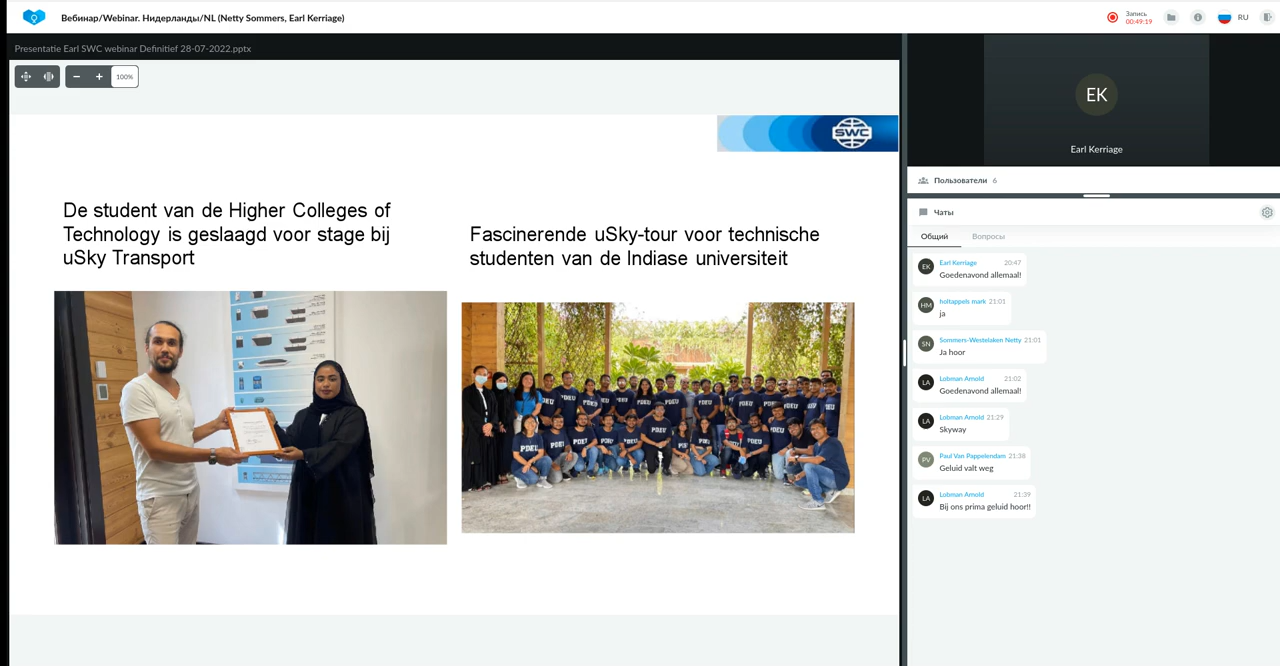 Вебинар/Webinar. Нидерланды/NL (Netty Sommers, Earl Kerriage)
Запись
00:49:19
RU
Presentatie Earl SWC webinar Definitief 28-07-2022.pptx
100%
SWC
De student van de Higher Colleges of
Technology is geslaagd voor stage bij
uSky Transport
Fascinerende uSky-tour voor technische
studenten van de Indiase universiteit
PDEU
EK
Earl Kerriage
Пользователи 6
Чаты
Общий
Вопросы
EK
Earl Kerriage 20:47
Goedenavond allemaal!
HM
holtappels mark 21:01
ja
SN
Sommers-Westelaken Netty 21:01
Ja hoor
LA
Lobman Arnold 21:02
Goedenavond allemaal!
LA
Lobman Arnold 21:29
Skyway
PV
Paul Van Pappelendam 21:38
Geluid valt weg
LA
Lobman Arnold 21:39
Bij ons prima geluid hoor!!